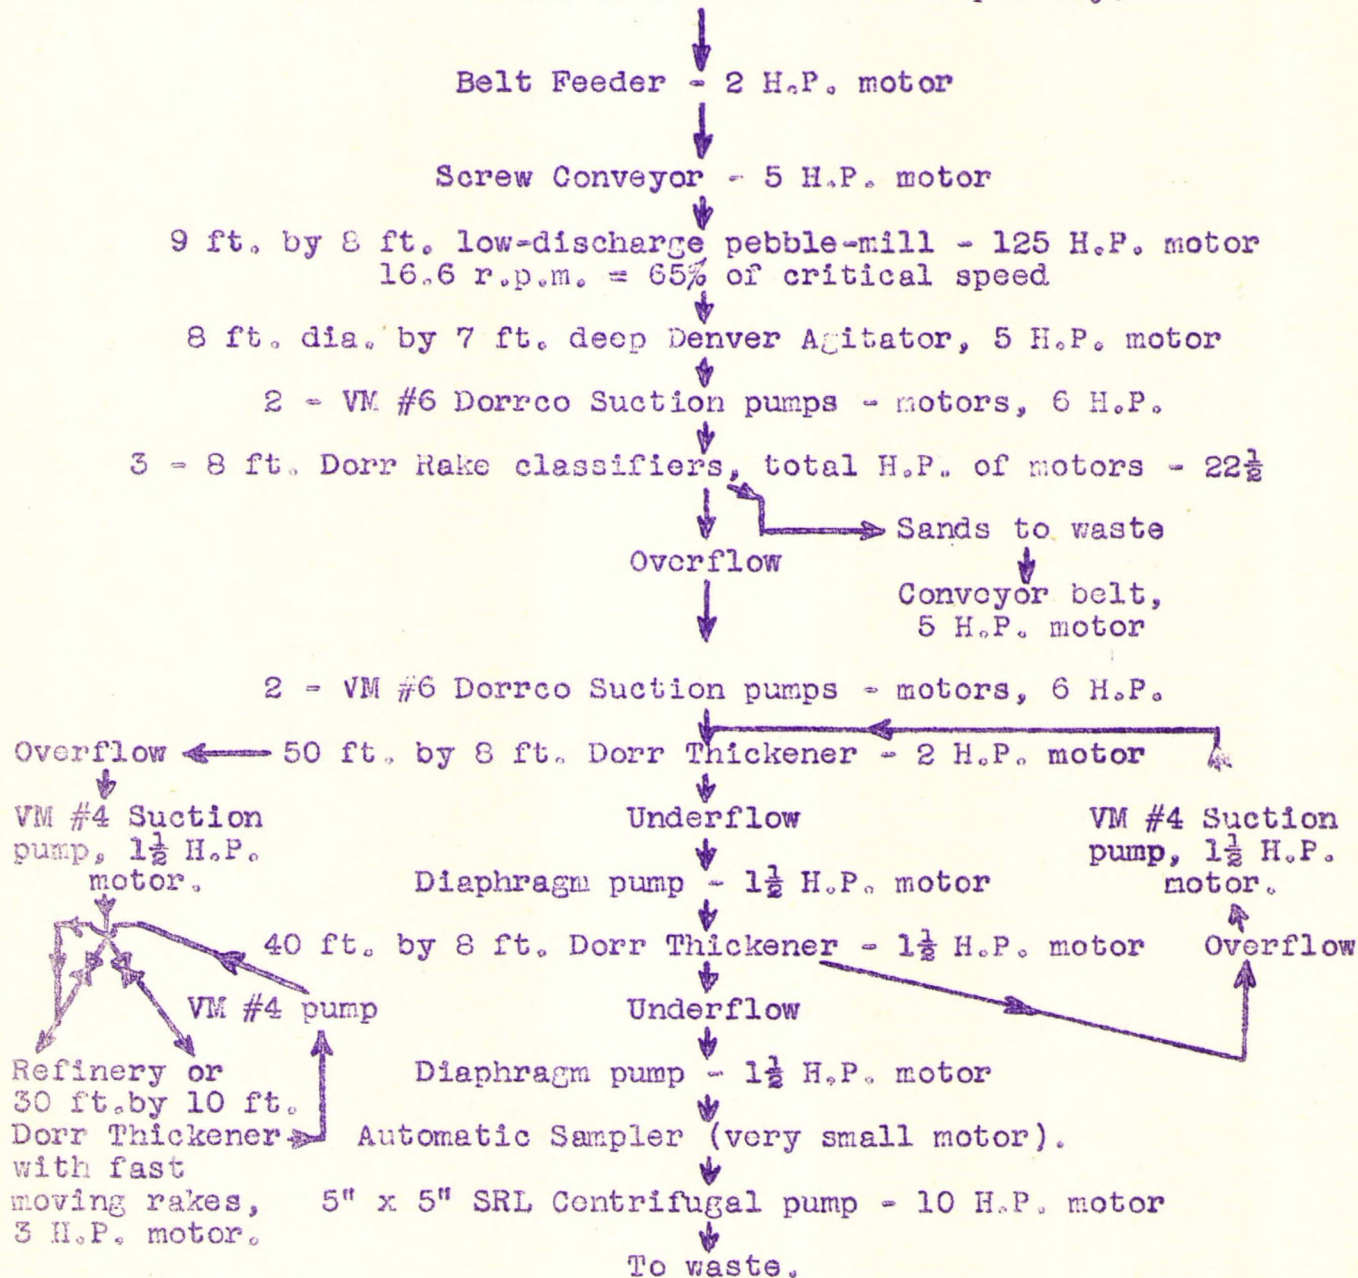 Belt Feeder - 2 H.P. motor
Screw Conveyor - 5 H.P. motor
9 ft. by 8 ft. low-discharge pebble-mill - 125 H.P. motor
16.6 r.p.m. = 65% of critical speed
8 ft. dia. by 7 ft. deep Denver Agitator, 5 H.P. motor
2 - VM #6 Dorrco Suction pumps - motors, 6 H.P.
3 - 8 ft. Dorr Rake classifiers, total H.P. of motors - 22½
Sands to waste
Overflow
Conveyor belt,
5 H.P. motor
2 - VM #6 Dorrco Suction pumps - motors, 6 H.P.
Overflow
50 ft. by 8 ft. Dorr Thickener - 2 H.P. motor
VM #4 Suction
pump, 1½ H.P.
motor.
Underflow
VM #4 Suction
pump, 1½ H.P.
motor.
Diaphragm pump - 1½ H.P. motor
40 ft. by 8 ft. Dorr Thickener - 1½ H.P. motor
Overflow
VM #4 pump
Underflow
Refinery or
30 ft.by 10 ft.
Dorr Thickener
with fast
moving rakes,
3 H.P. motor.
Diaphragm pump - 1½ H.P. motor
Automatic Sampler (very small motor).
5" x 5" SRL Centrifugal pump - 10 H.P. motor
To waste.